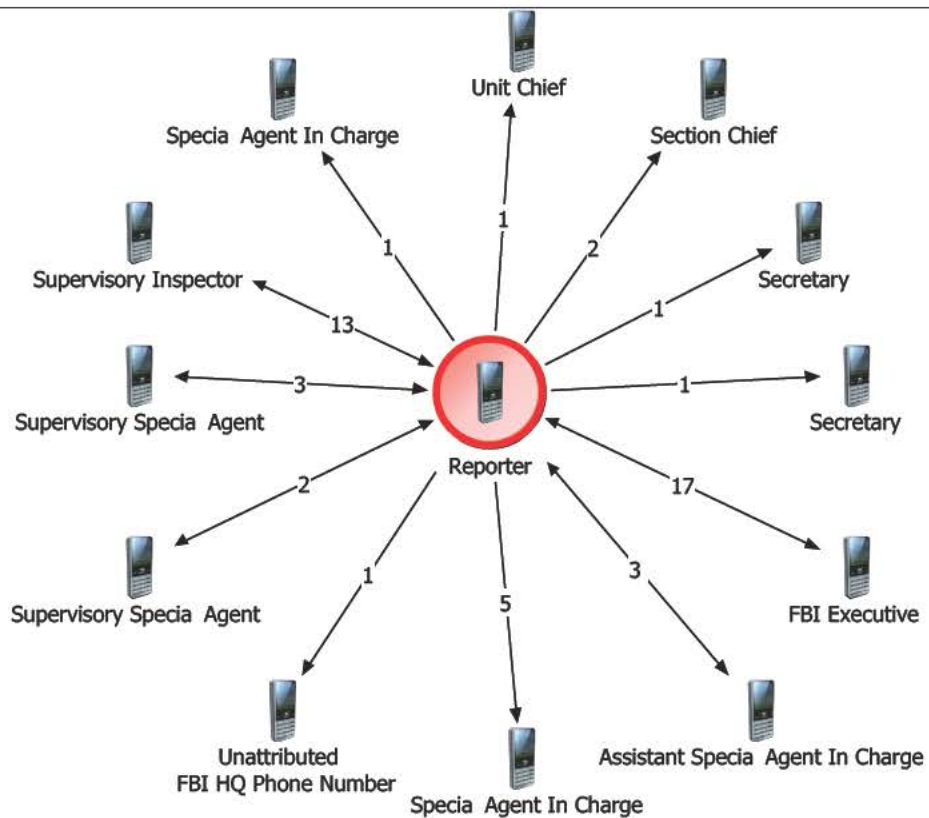 Unit Chief
Specia Agent In Charge
Section Chief
1
1
2
Supervisory Inspector
Secretary
13
1
Supervisory Specia Agent
3
1
Secretary
Reporter
2
17
Supervisory Specia Agent
1
5
3
FBI Executive
Unattributed
FBI HQ Phone Number
Specia Agent In Charge
Assistant Specia Agent In Charge